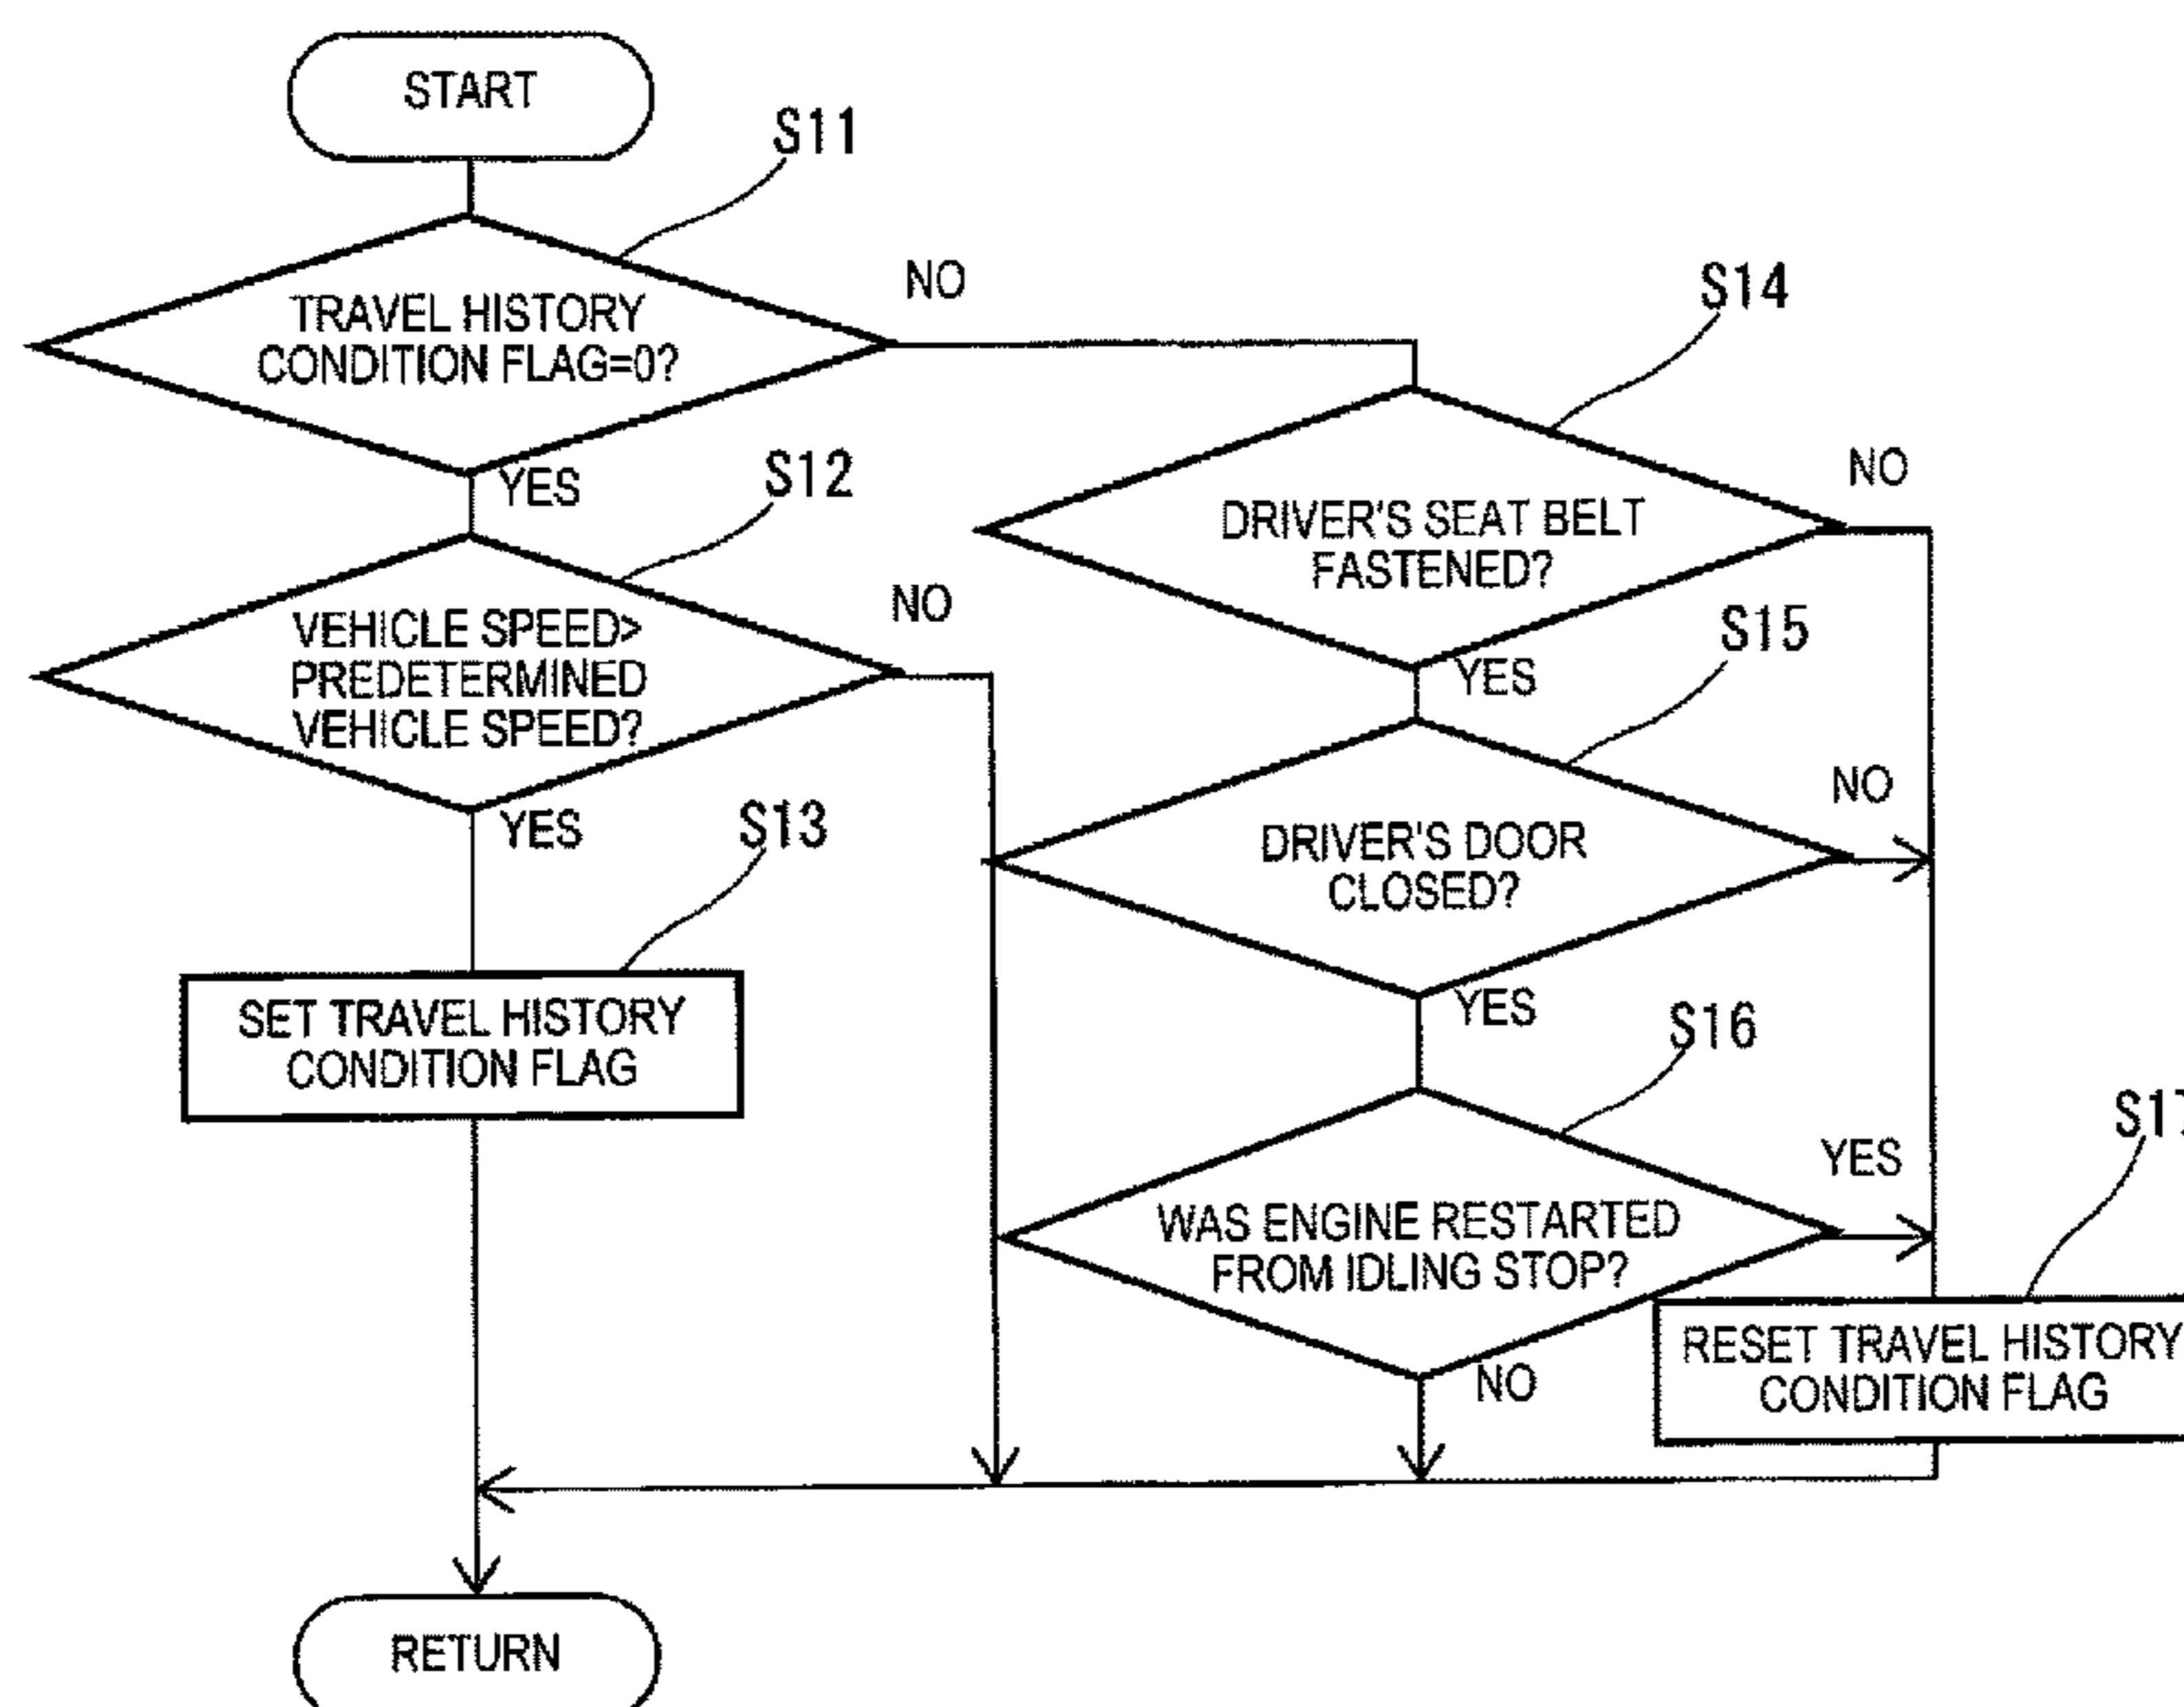 START
S11
TRAVEL HISTORY
CONDITION FLAG=0?
NO
YES
S12
VEHICLE SPEED>
PREDETERMINED
VEHICLE SPEED?
NO
YES
S13
SET TRAVEL HISTORY
CONDITION FLAG
S14
DRIVER'S SEAT BELT
FASTENED?
NO
YES
S15
DRIVER'S DOOR
CLOSED?
NO
YES
S16
WAS ENGINE RESTARTED
FROM IDLING STOP?
YES
NO
S17
RESET TRAVEL HISTORY
CONDITION FLAG
RETURN